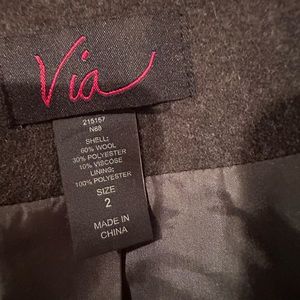 Via
215157
N68
SHELL:
60% WOOL
30% POLYESTER
10% VISCOSE
LINING:
100% POLYESTER
SIZE
2
MADE IN
CHINA